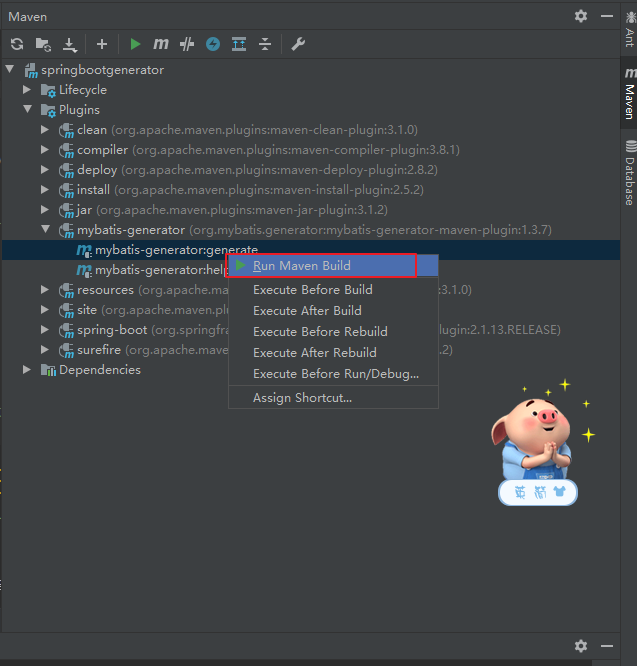 Maven
springbootgenerator
Lifecycle
Plugins
clean (org.apache.maven.plugins:maven-clean-plugin:3.1.0)
compiler (org.apache.maven.plugins:maven-compiler-plugin:3.8.1)
deploy (org.apache.maven.plugins:maven-deploy-plugin:2.8.2)
install (org.apache.maven.plugins:maven-install-plugin:2.5.2)
jar (org.apache.maven.plugins:maven-jar-plugin:3.1.2)
mybatis-generator (org.mybatis.generator:mybatis-generator-maven-plugin:1.3.7)
mybatis-generator:generate
mybatis-generator:help
resources (org.apache.mave :3.1.0)
site (org.apache.maven.plu
spring-boot (org.springfra lugin:2.1.13.RELEASE)
surefire (org.apache.mave .2)
Dependencies
Run Maven Build
Execute Before Build
Execute After Build
Execute Before Rebuild
Execute After Rebuild
Execute Before Run/Debug...
Assign Shortcut...
Ant
m Maven
Database
英